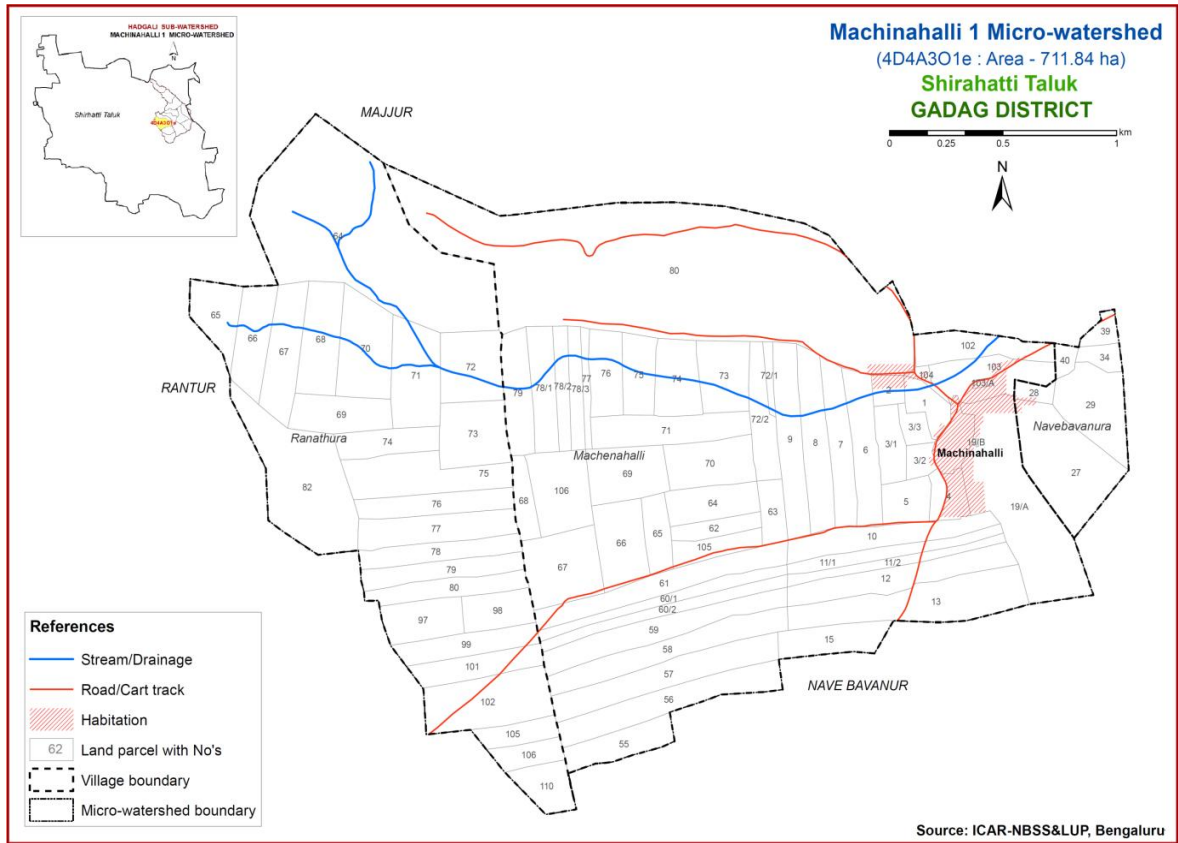 HADGALI SUB-WATERSHED
MACHINAHALLI 1 MICRO-WATERSHED
N
Shirhatti Taluk
4D4A3O1e
Machinahalli 1 Micro-watershed
(4D4A3O1e : Area - 711.84 ha)
Shirahatti Taluk
GADAG DISTRICT
0 0.25 0.5 1 km
N
MAJJUR
64
80
65
66
67
68
70
71
72
69
74
73
75
82
76
77
78
79
80
97
98
99
101
102
105
106
110
RANTUR
Ranathura
79
78/1
78/2
78/3
77
76
75
74
73
72/1
72/2
71
Machenahalli
70
69
106
68
64
62
105
63
65
66
67
61
60/1
60/2
59
58
57
56
55
9
8
7
6
2
1
3/1
3/3
3/2
5
4
102
104
103
103/A
19/B
Machinahalli
19/A
10
11/1
11/2
12
13
15
39
40
34
28
29
Navebavanura
27
NAVE BAVANUR
References
Stream/Drainage
Road/Cart track
Habitation
62 Land parcel with No's
Village boundary
Micro-watershed boundary
Source: ICAR-NBSS&LUP, Bengaluru